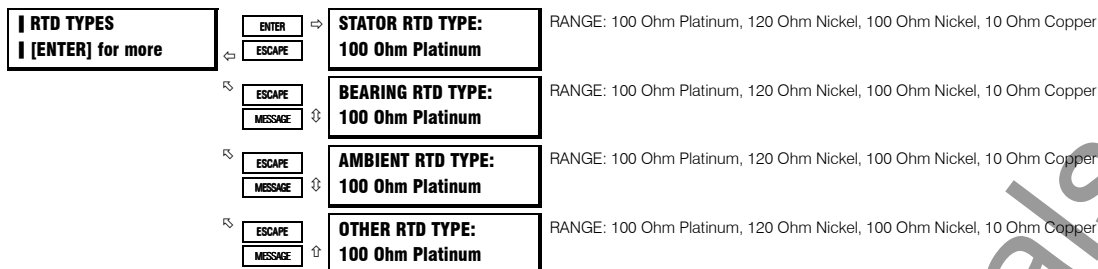 ▌RTD TYPES
▌[ENTER] for more
ENTER ⇨
⇦ ESCAPE
STATOR RTD TYPE:
100 Ohm Platinum
RANGE: 100 Ohm Platinum, 120 Ohm Nickel, 100 Ohm Nickel, 10 Ohm Copper
ESCAPE
MESSAGE
BEARING RTD TYPE:
100 Ohm Platinum
RANGE: 100 Ohm Platinum, 120 Ohm Nickel, 100 Ohm Nickel, 10 Ohm Copper
ESCAPE
MESSAGE
AMBIENT RTD TYPE:
100 Ohm Platinum
RANGE: 100 Ohm Platinum, 120 Ohm Nickel, 100 Ohm Nickel, 10 Ohm Copper
ESCAPE
MESSAGE
OTHER RTD TYPE:
100 Ohm Platinum
RANGE: 100 Ohm Platinum, 120 Ohm Nickel, 100 Ohm Nickel, 10 Ohm Copper